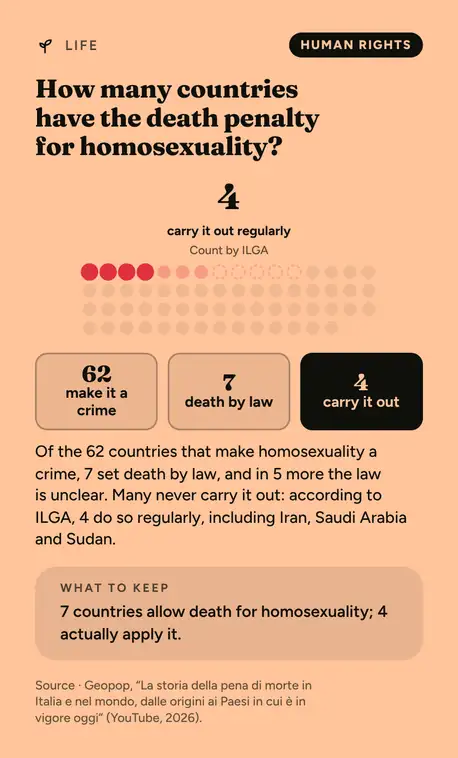 LIFE
HUMAN RIGHTS
How many countries
have the death penalty
for homosexuality?
4
carry it out regularly
Count by ILGA
62
make it a
crime
7
death by law
4
carry it out
Of the 62 countries that make homosexuality a
crime, 7 set death by law, and in 5 more the law
is unclear. Many never carry it out: according to
ILGA, 4 do so regularly, including Iran, Saudi Arabia
and Sudan.
WHAT TO KEEP
7 countries allow death for homosexuality; 4
actually apply it.
Source · Geopop, “La storia della pena di morte in
Italia e nel mondo, dalle origini ai Paesi in cui è in
vigore oggi” (YouTube, 2026).